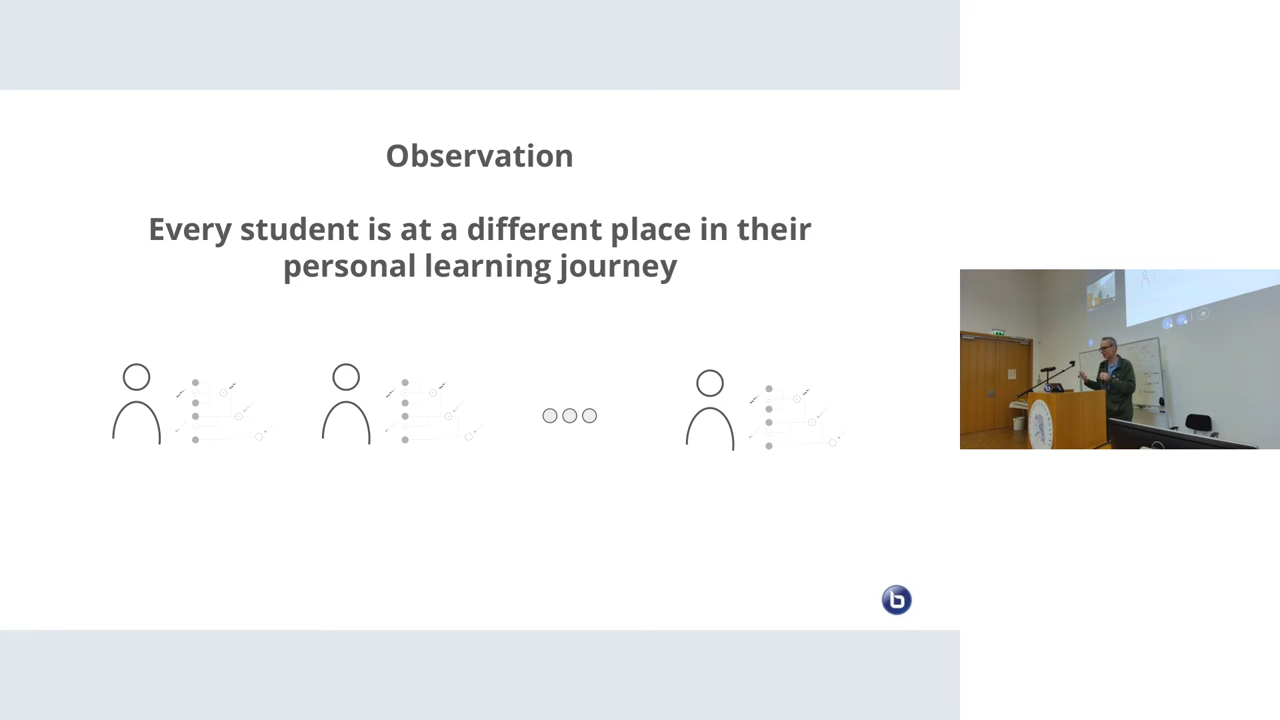 Observation
Every student is at a different place in their
personal learning journey
b